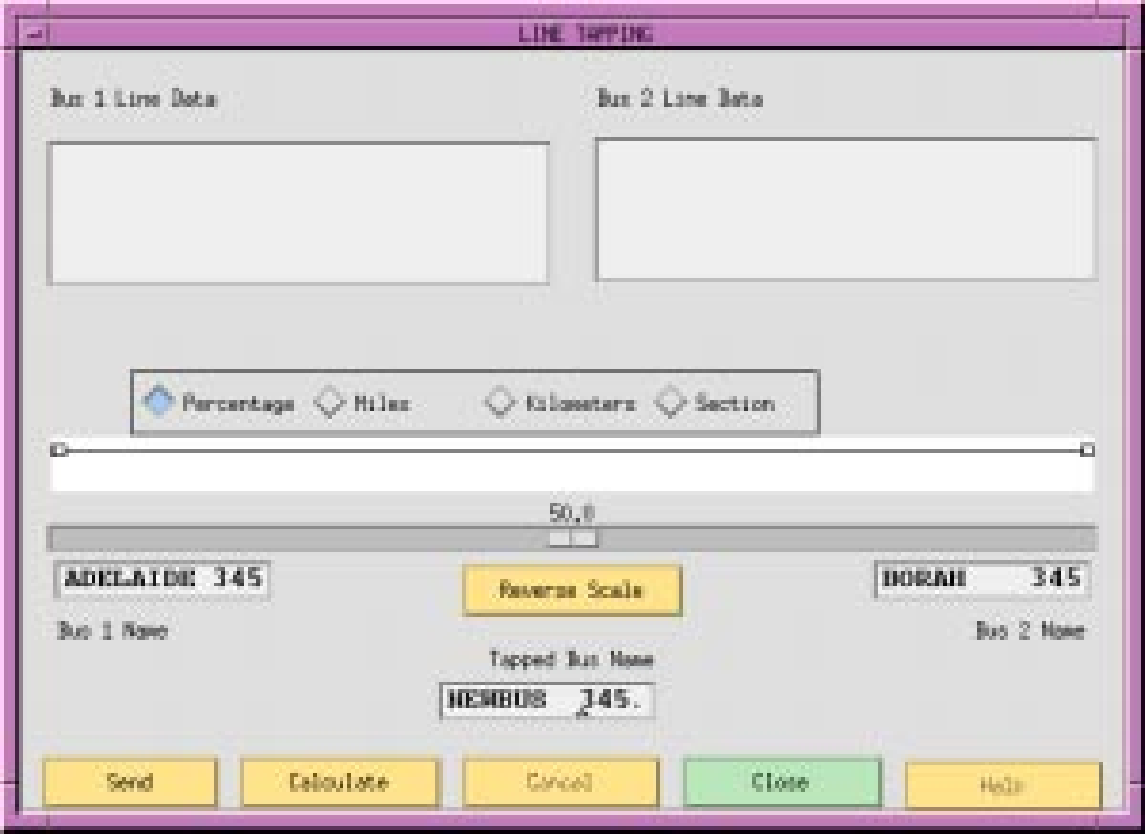 LINE TAPPING
Bus 1 Line Data
Bus 2 Line Data
Percentage Miles Kilometers Section
50.0
ADELAIDE 345
Reverse Scale
BORAH 345
Bus 1 Name
Bus 2 Name
Tapped Bus Name
NEWBUS 345.
Send Calculate Cancel Close Help